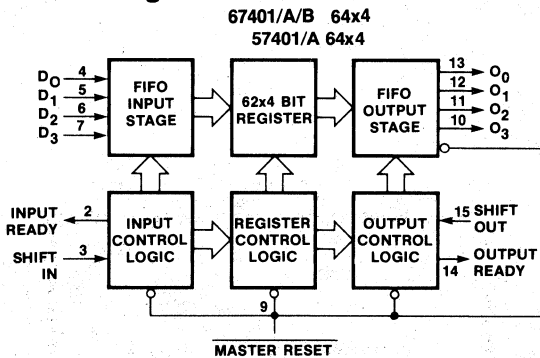 67401/A/B 64x4
57401/A 64x4
D0 4
D1 5
D2 6
D3 7
FIFO
INPUT
STAGE
62x4 BIT
REGISTER
FIFO
OUTPUT
STAGE
13 O0
12 O1
11 O2
10 O3
INPUT
READY
2
SHIFT
IN
3
INPUT
CONTROL
LOGIC
REGISTER
CONTROL
LOGIC
OUTPUT
CONTROL
LOGIC
15 SHIFT
OUT
OUTPUT
READY
14
9
MASTER RESET